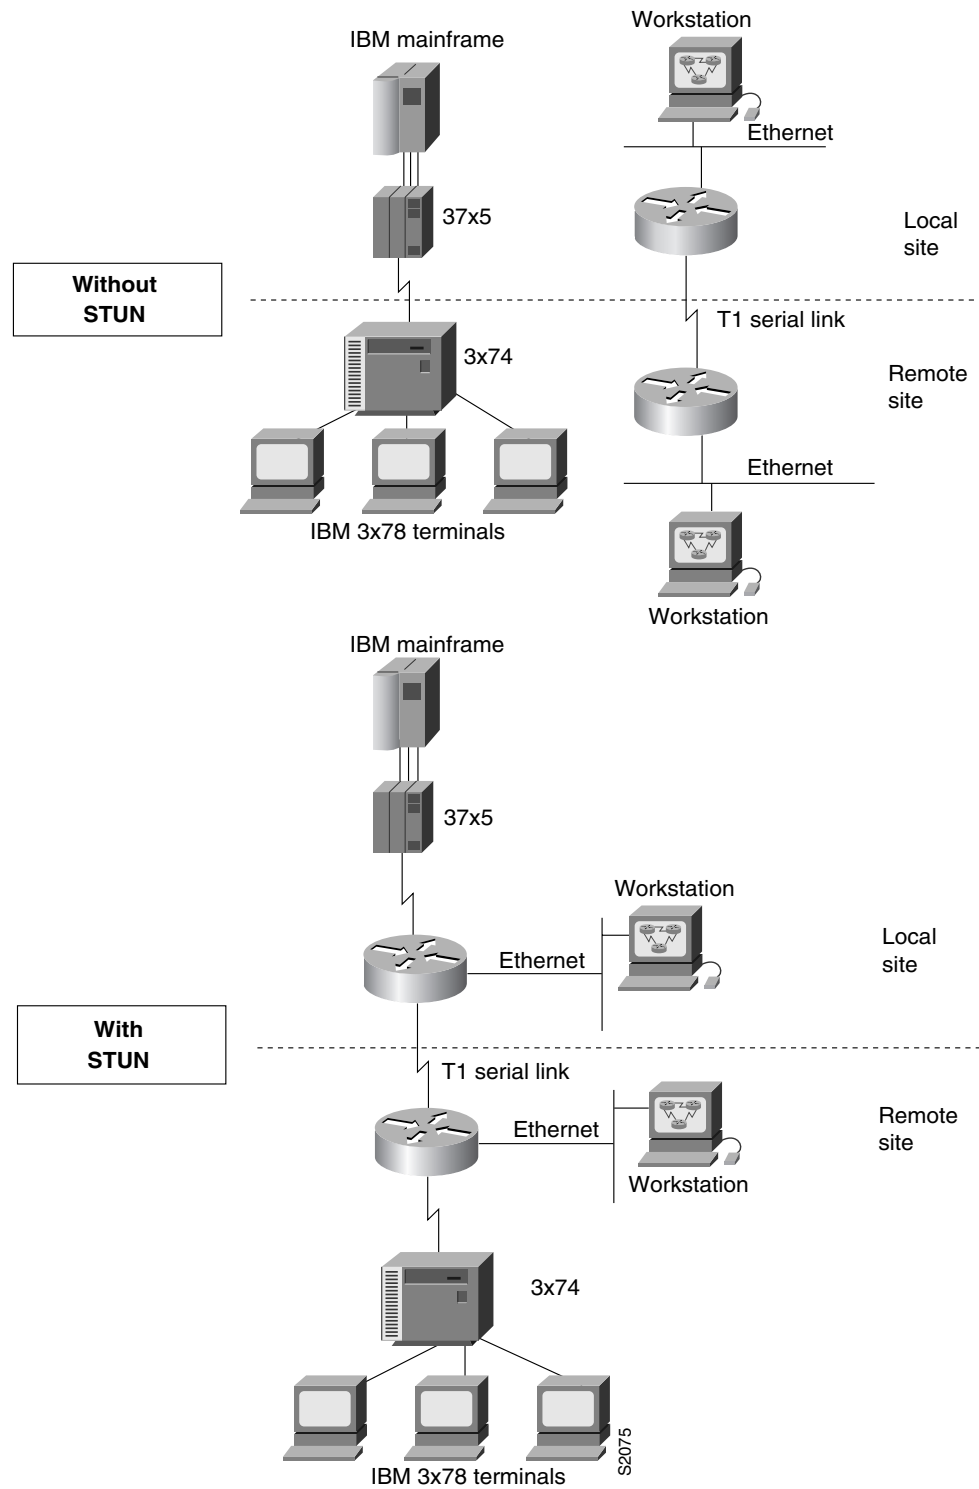 Workstation
IBM mainframe
Ethernet
37x5
Local
site
Without
STUN
T1 serial link
3x74
Remote
site
Ethernet
IBM 3x78 terminals
Workstation
IBM mainframe
37x5
Workstation
Local
site
Ethernet
With
STUN
T1 serial link
Remote
site
Ethernet
Workstation
3x74
S2075
IBM 3x78 terminals